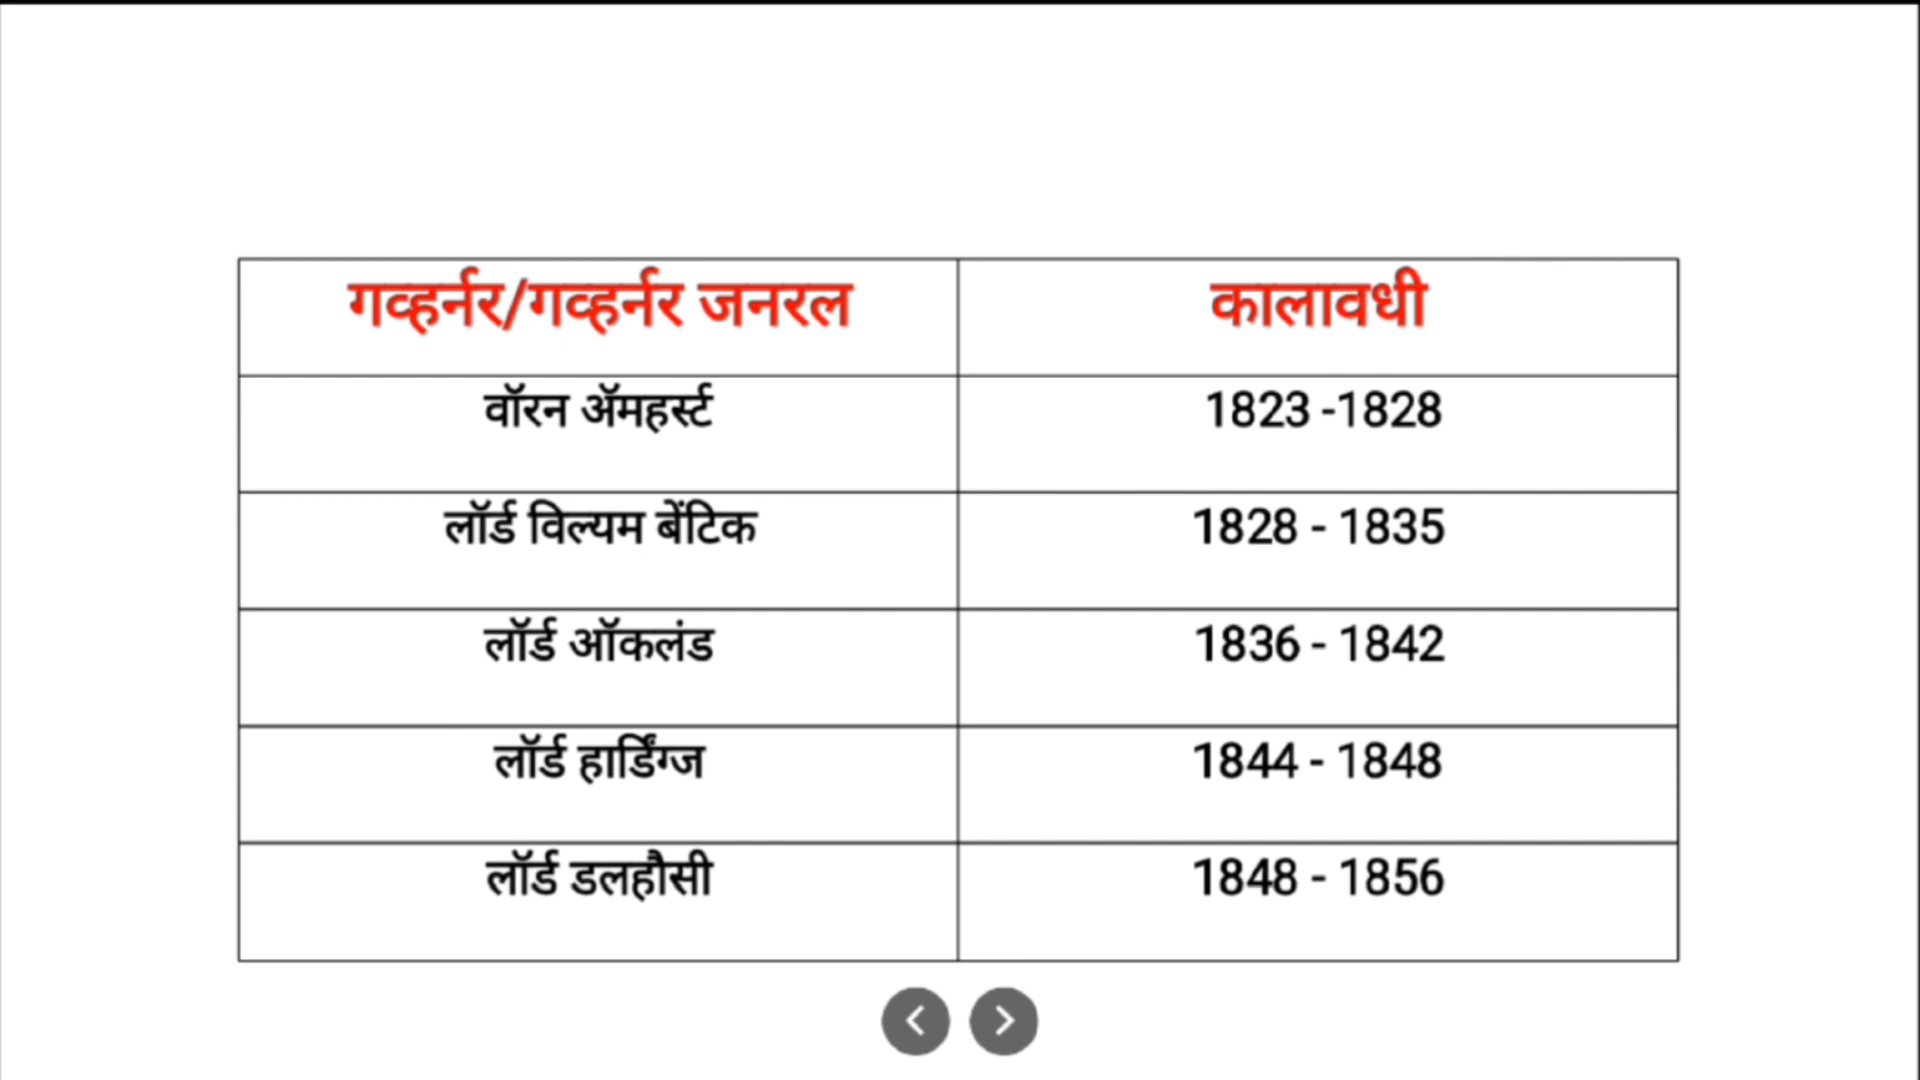 गव्हर्नर/गव्हर्नर जनरल कालावधी
वॉरन ॲमहर्स्ट 1823 -1828
लॉर्ड विल्यम बेंटिक 1828 - 1835
लॉर्ड ऑकलंड 1836 - 1842
लॉर्ड हार्डिंग्ज 1844 - 1848
लॉर्ड डलहौसी 1848 - 1856